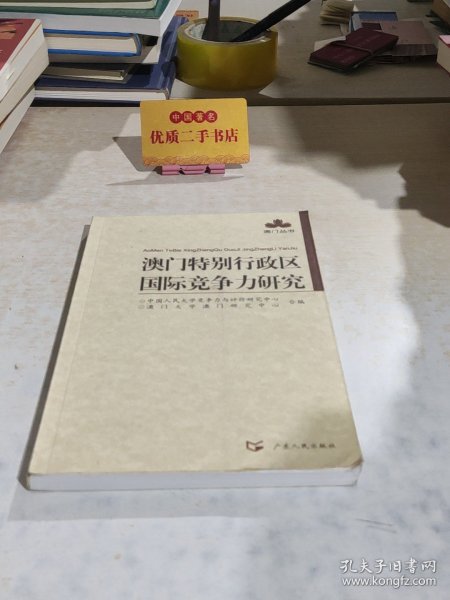 中国著名
优质二手书店
澳门丛书
AoMen TeBie XingZhengQu GuoJi JingZhengLi YanJiu
澳门特别行政区
国际竞争力研究
◇中国人民大学竞争力与评价研究中心
◇澳门大学澳门研究中心
合编
广东人民出版社
孔夫子旧书网
www.kongfz.com